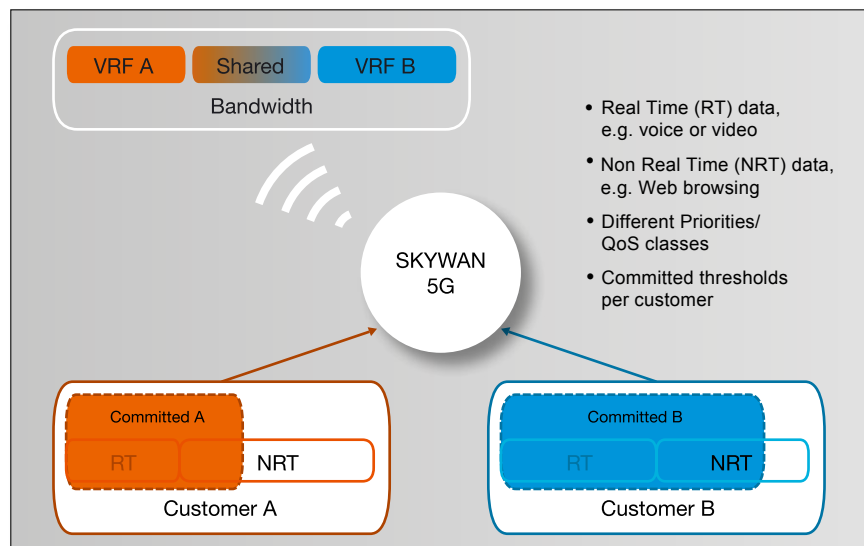 VRF A
Shared
VRF B
Bandwidth
• Real Time (RT) data,
e.g. voice or video
• Non Real Time (NRT) data,
e.g. Web browsing
• Different Priorities/
QoS classes
• Committed thresholds
per customer
SKYWAN
5G
Committed A
RT
NRT
Customer A
Committed B
RT
NRT
Customer B